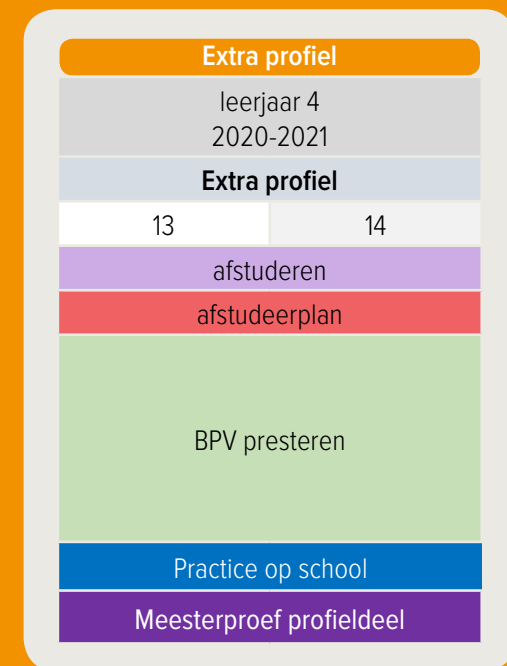 Extra profiel
leerjaar 4
2020-2021
Extra profiel
13 14
afstuderen
afstudeerplan
BPV presteren
Practice op school
Meesterproef profieldeel